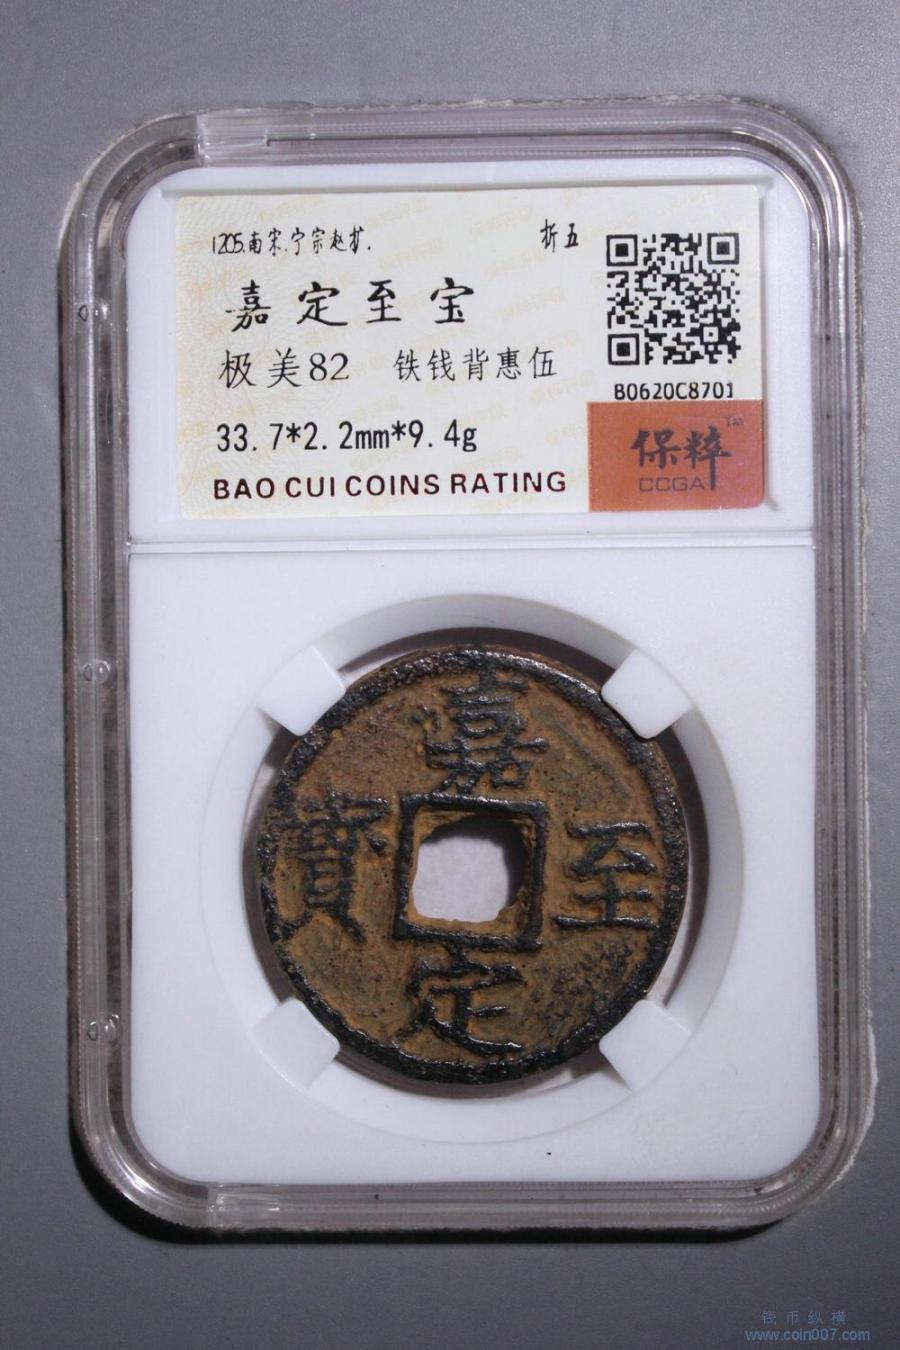 1205.南宋.宁宗赵扩. 折五
嘉定至宝
极美82 铁钱背惠伍
B0620C8701
33.7*2.2mm*9.4g
保粹™
CCGA
BAO CUI COINS RATING
嘉定至寶
钱币纵横
www.coin007.com